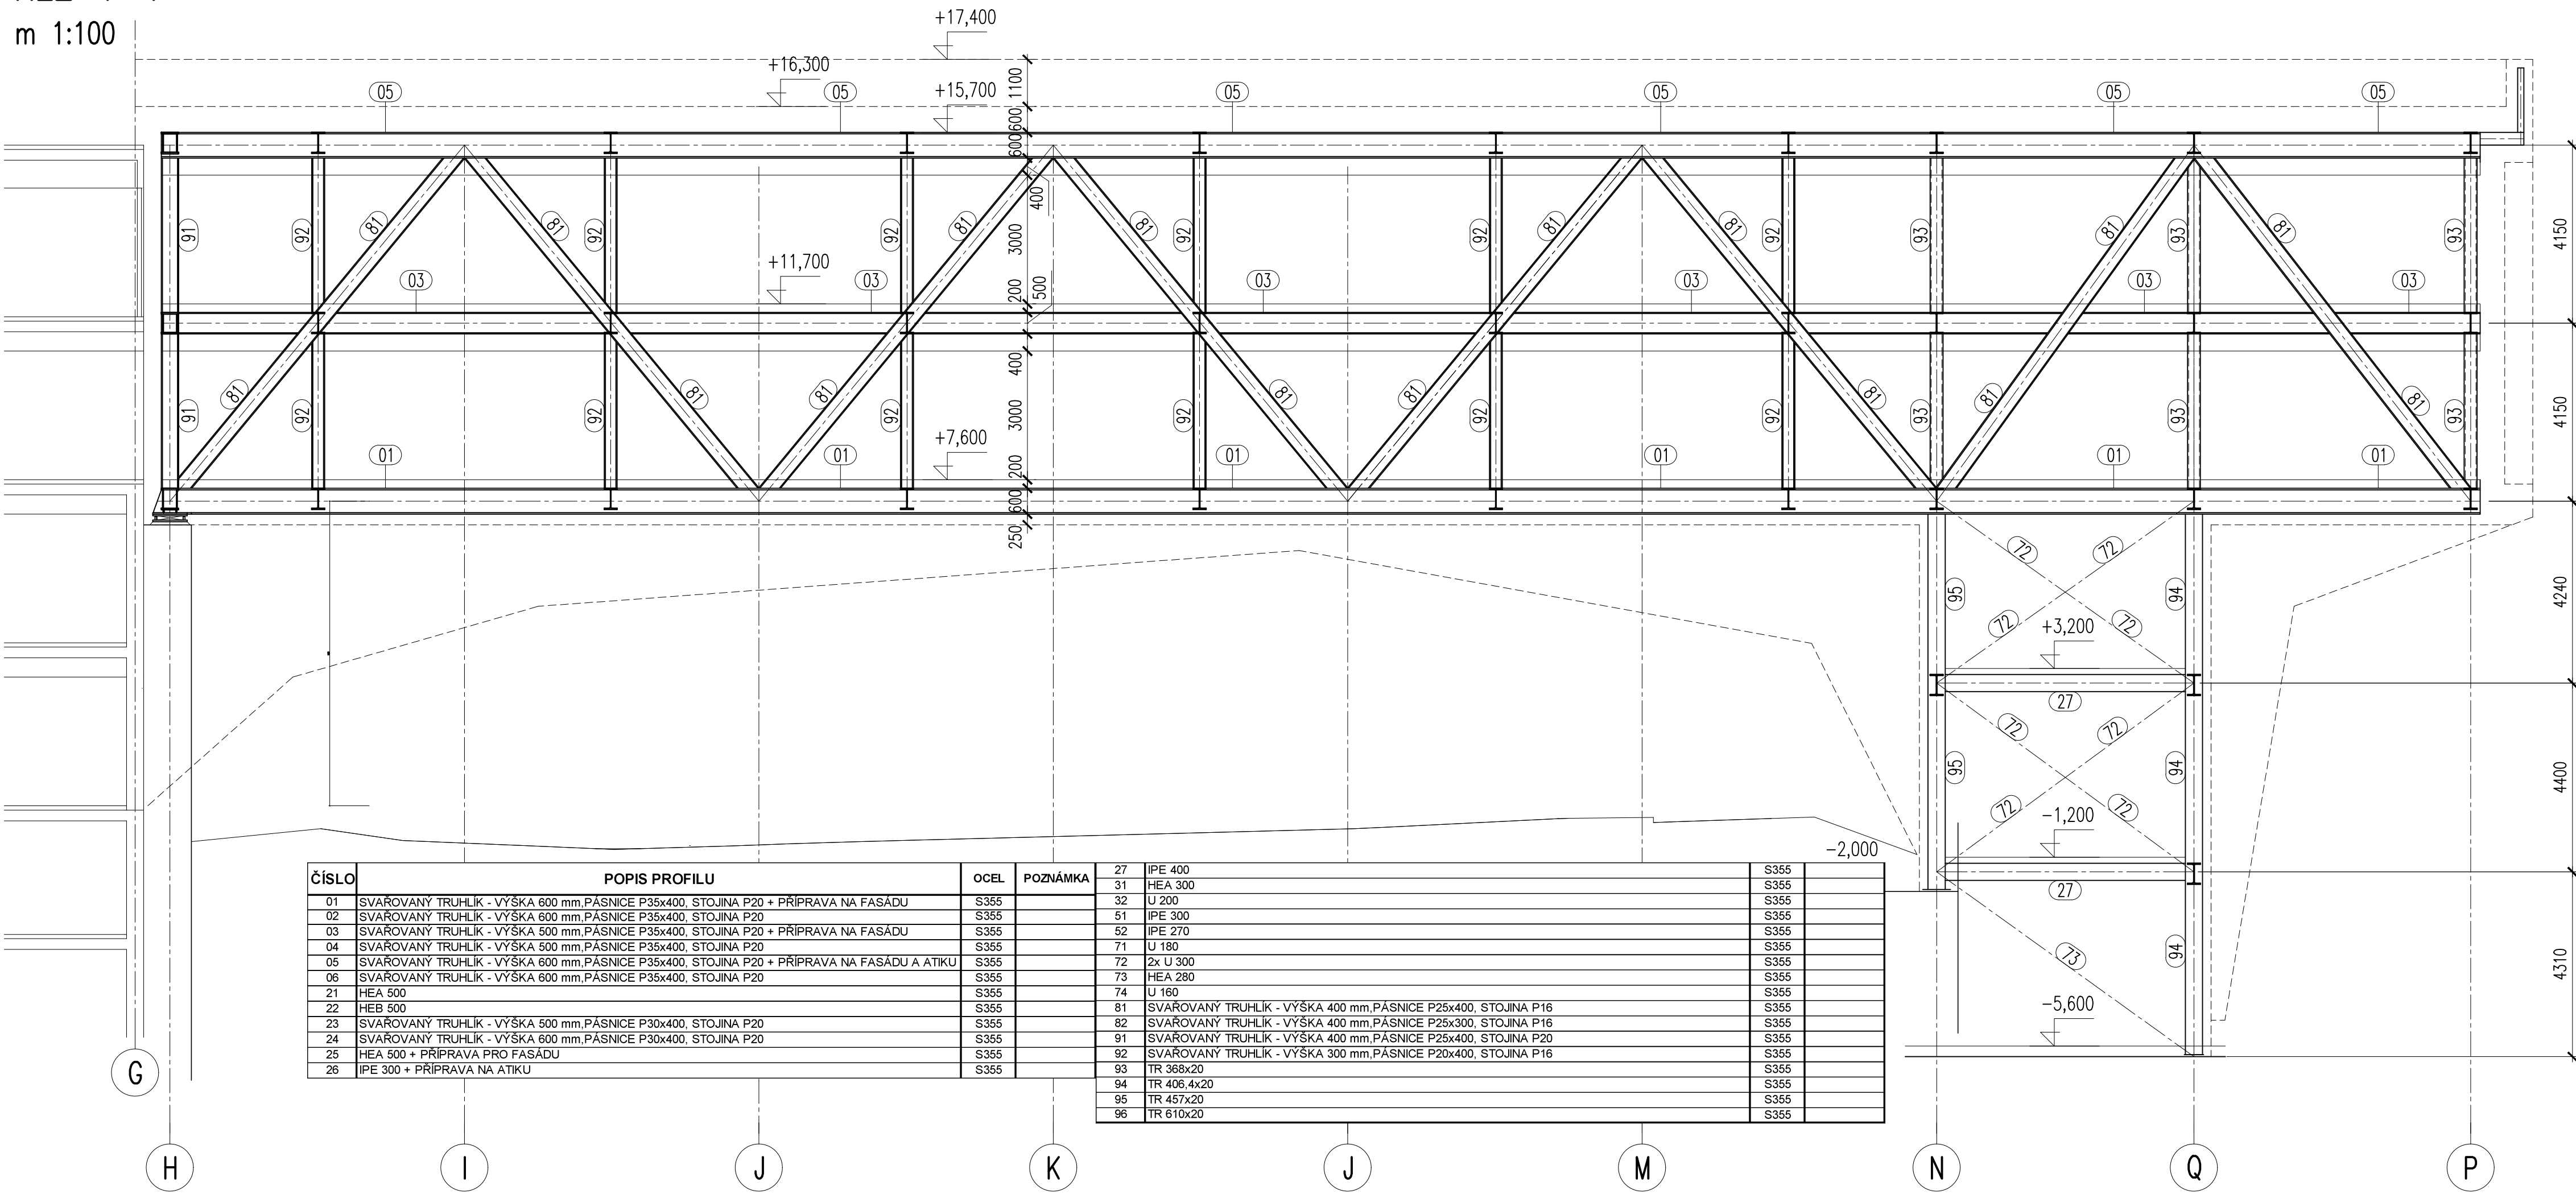 m 1:100
+17,400
+16,300
+15,700
1100
600
600
05 05 05 05 05 05
400
3000
200
500
91 92 92 92 92 92 92 93 93 93
81 81 81 81 81 81 81 81
4150
+11,700
03 03 03 03 03 03
400
3000
200
600
250
81 81 81 81 81 81 81 81
91 92 92 92 92 92 92 93 93 93
4150
+7,600
01 01 01 01 01 01
72 72
95 94
72 72
4240
+3,200
27
72 72
95 94
72 72
4400
-1,200
-2,000
27
94
73
4310
-5,600
ČÍSLO POPIS PROFILU OCEL POZNÁMKA
01 SVAŘOVANÝ TRUHLÍK - VÝŠKA 600 mm,PÁSNICE P35x400, STOJINA P20 + PŘÍPRAVA NA FASÁDU S355
02 SVAŘOVANÝ TRUHLÍK - VÝŠKA 600 mm,PÁSNICE P35x400, STOJINA P20 S355
03 SVAŘOVANÝ TRUHLÍK - VÝŠKA 500 mm,PÁSNICE P35x400, STOJINA P20 + PŘÍPRAVA NA FASÁDU S355
04 SVAŘOVANÝ TRUHLÍK - VÝŠKA 500 mm,PÁSNICE P35x400, STOJINA P20 S355
05 SVAŘOVANÝ TRUHLÍK - VÝŠKA 600 mm,PÁSNICE P35x400, STOJINA P20 + PŘÍPRAVA NA FASÁDU A ATIKU S355
06 SVAŘOVANÝ TRUHLÍK - VÝŠKA 600 mm,PÁSNICE P35x400, STOJINA P20 S355
21 HEA 500 S355
22 HEB 500 S355
23 SVAŘOVANÝ TRUHLÍK - VÝŠKA 500 mm,PÁSNICE P30x400, STOJINA P20 S355
24 SVAŘOVANÝ TRUHLÍK - VÝŠKA 600 mm,PÁSNICE P30x400, STOJINA P20 S355
25 HEA 500 + PŘÍPRAVA PRO FASÁDU S355
26 IPE 300 + PŘÍPRAVA NA ATIKU S355
27 IPE 400 S355
31 HEA 300 S355
32 U 200 S355
51 IPE 300 S355
52 IPE 270 S355
71 U 180 S355
72 2x U 300 S355
73 HEA 280 S355
74 U 160 S355
81 SVAŘOVANÝ TRUHLÍK - VÝŠKA 400 mm,PÁSNICE P25x400, STOJINA P16 S355
82 SVAŘOVANÝ TRUHLÍK - VÝŠKA 400 mm,PÁSNICE P25x300, STOJINA P16 S355
91 SVAŘOVANÝ TRUHLÍK - VÝŠKA 400 mm,PÁSNICE P25x400, STOJINA P20 S355
92 SVAŘOVANÝ TRUHLÍK - VÝŠKA 300 mm,PÁSNICE P20x400, STOJINA P16 S355
93 TR 368x20 S355
94 TR 406,4x20 S355
95 TR 457x20 S355
96 TR 610x20 S355
G
H I J K J M N Q P